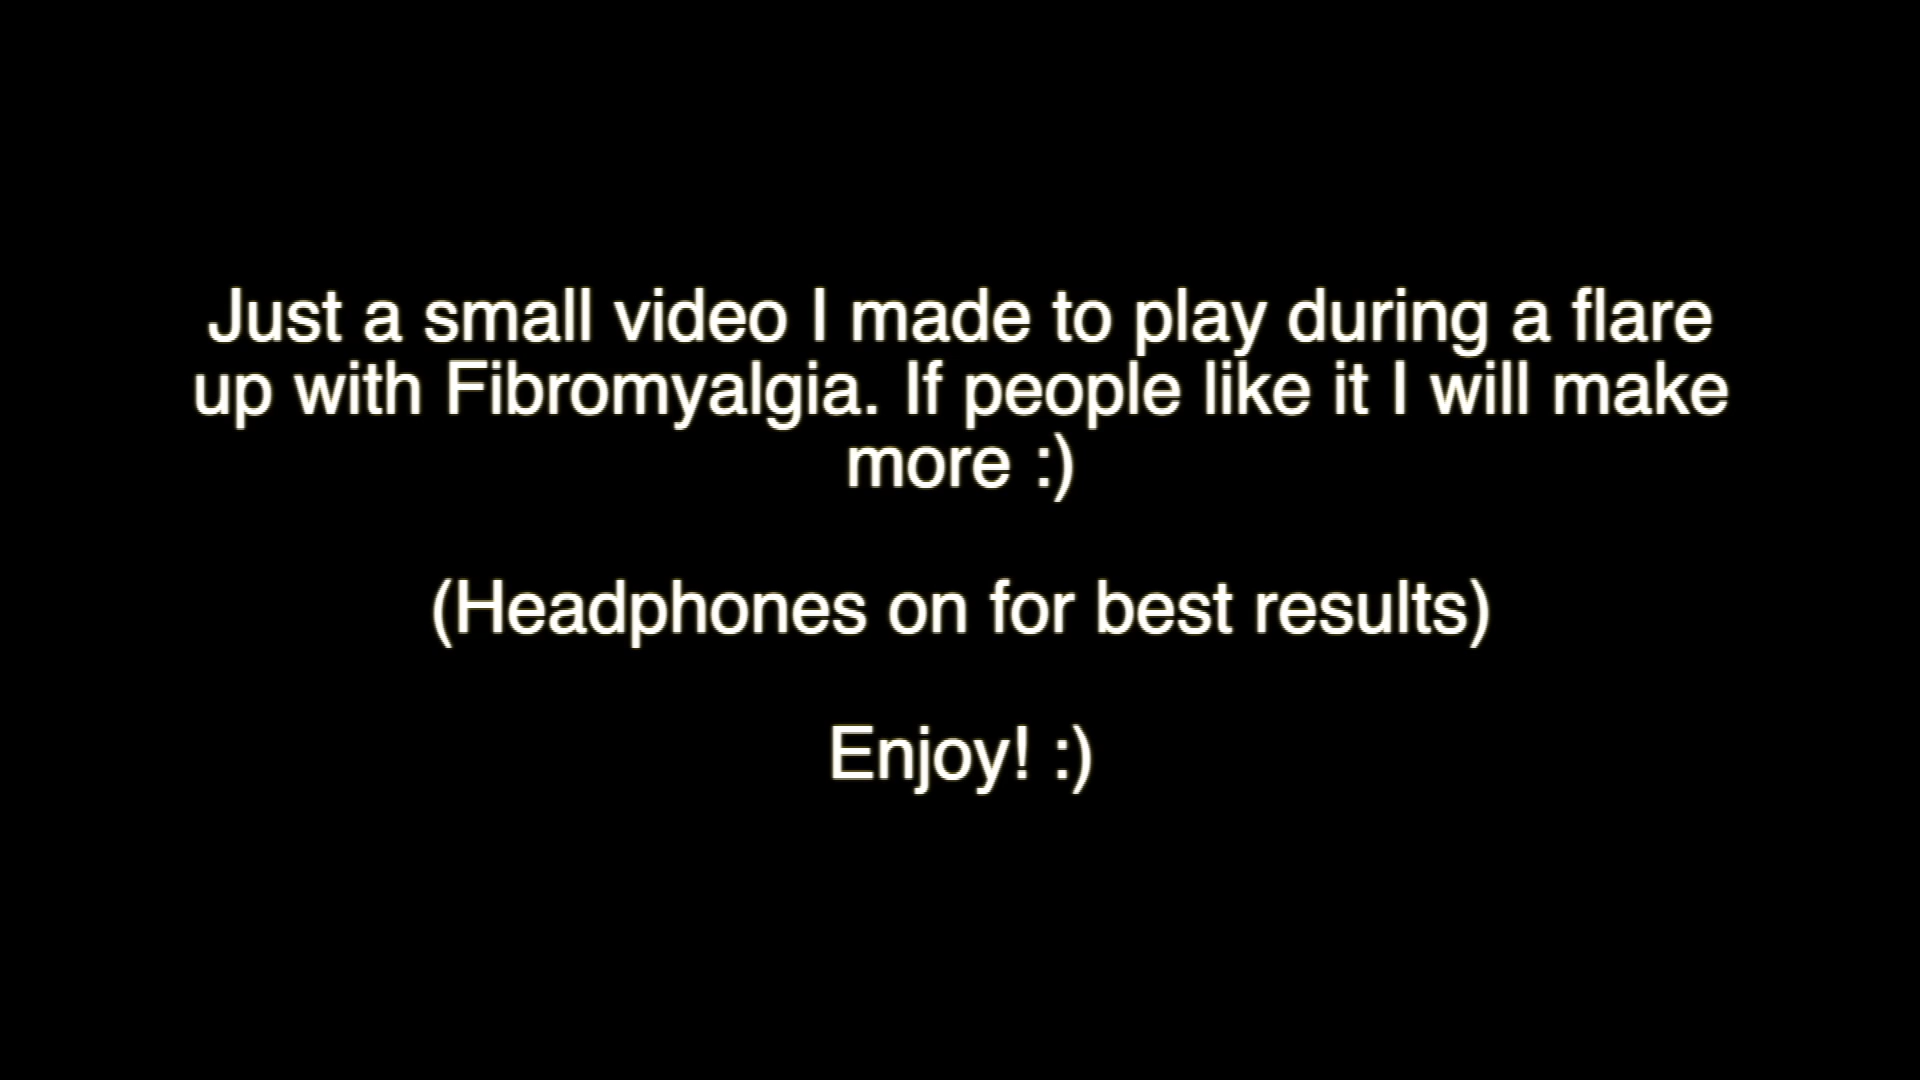 Just a small video I made to play during a flare
up with Fibromyalgia. If people like it I will make
more :)
(Headphones on for best results)
Enjoy! :)